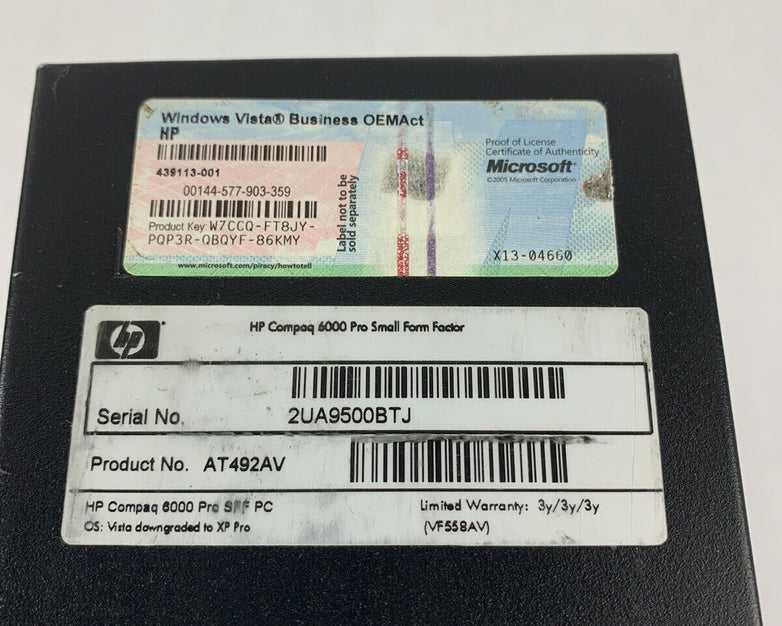 Windows Vista® Business OEMAct
HP
439113-001
00144-577-903-359
Product Key: W7CCQ-FT8JY-
PQP3R-QBQYF-86KMY
www.microsoft.com/piracy/howtotell
Label not to be
sold separately
Proof of License
Certificate of Authenticity
Microsoft®
©2005 Microsoft Corporation
X13-04660
hp
HP Compaq 6000 Pro Small Form Factor
Serial No. 2UA9500BTJ
Product No. AT492AV
HP Compaq 6000 Pro SFF PC
OS: Vista downgraded to XP Pro
Limited Warranty: 3y/3y/3y
(VF558AV)